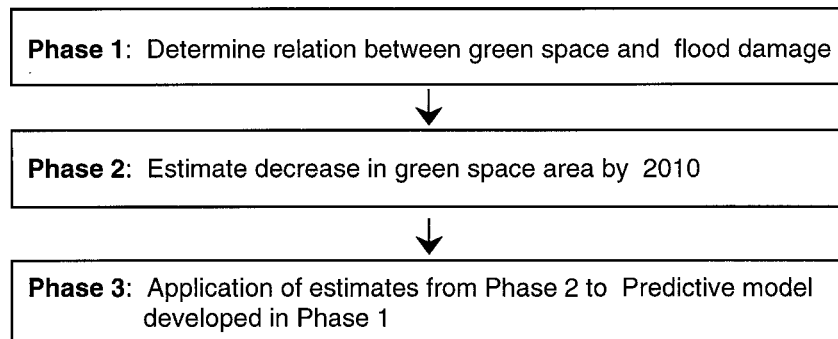 Phase 1: Determine relation between green space and flood damage
Phase 2: Estimate decrease in green space area by 2010
Phase 3: Application of estimates from Phase 2 to Predictive model
developed in Phase 1